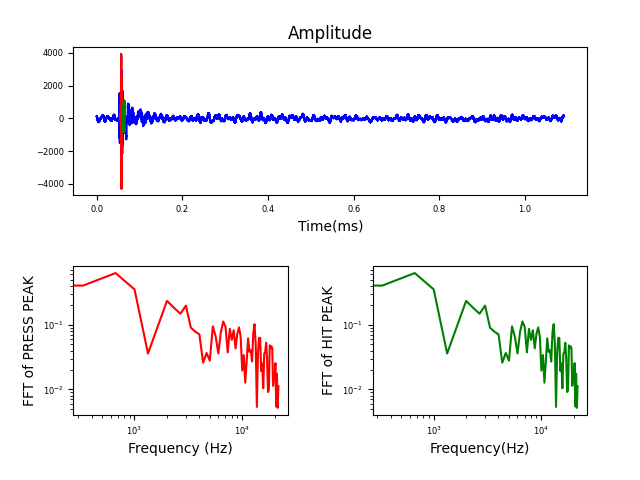 Amplitude
4000
2000
0
−2000
−4000
0.0 0.2 0.4 0.6 0.8 1.0
Time(ms)
FFT of PRESS PEAK
10⁻¹
10⁻²
10³ 10⁴
Frequency (Hz)
FFT of HIT PEAK
10⁻¹
10⁻²
10³ 10⁴
Frequency(Hz)